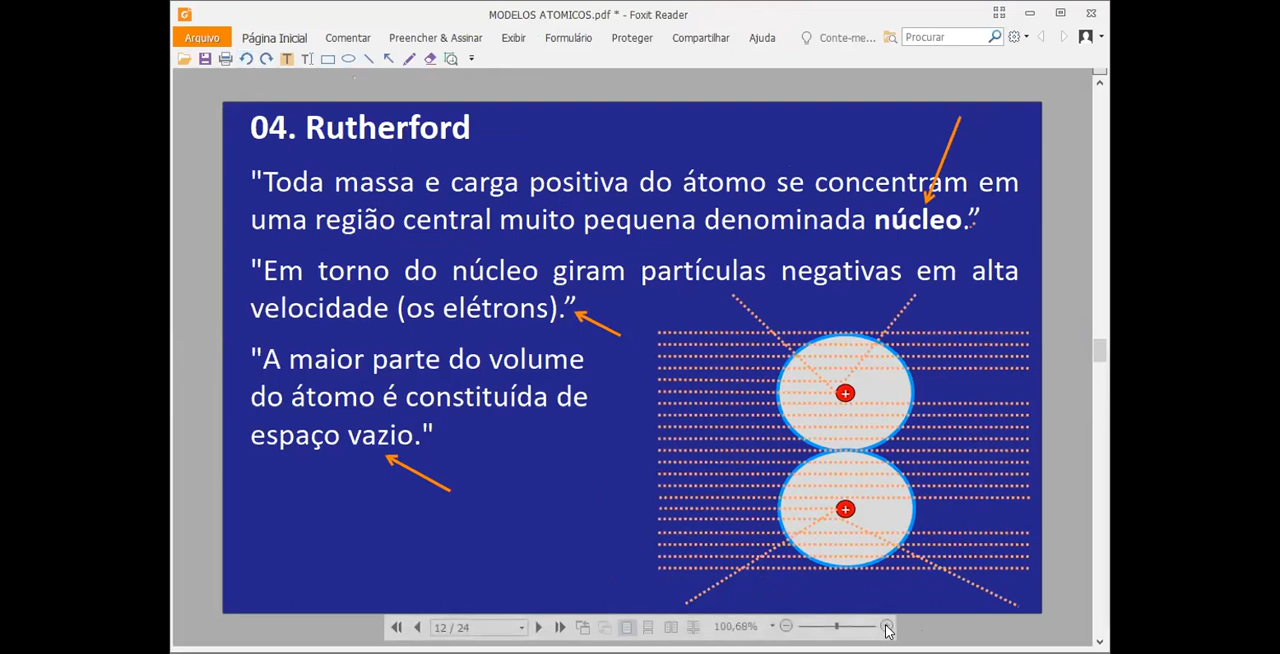 MODELOS ATOMICOS.pdf * - Foxit Reader
Arquivo Página Inicial Comentar Preencher & Assinar Exibir Formulário Proteger Compartilhar Ajuda Conte-me... Procurar
04. Rutherford
"Toda massa e carga positiva do átomo se concentram em
uma região central muito pequena denominada núcleo.”
"Em torno do núcleo giram partículas negativas em alta
velocidade (os elétrons).”
"A maior parte do volume
do átomo é constituída de
espaço vazio."
+
+
12 / 24 100,68%